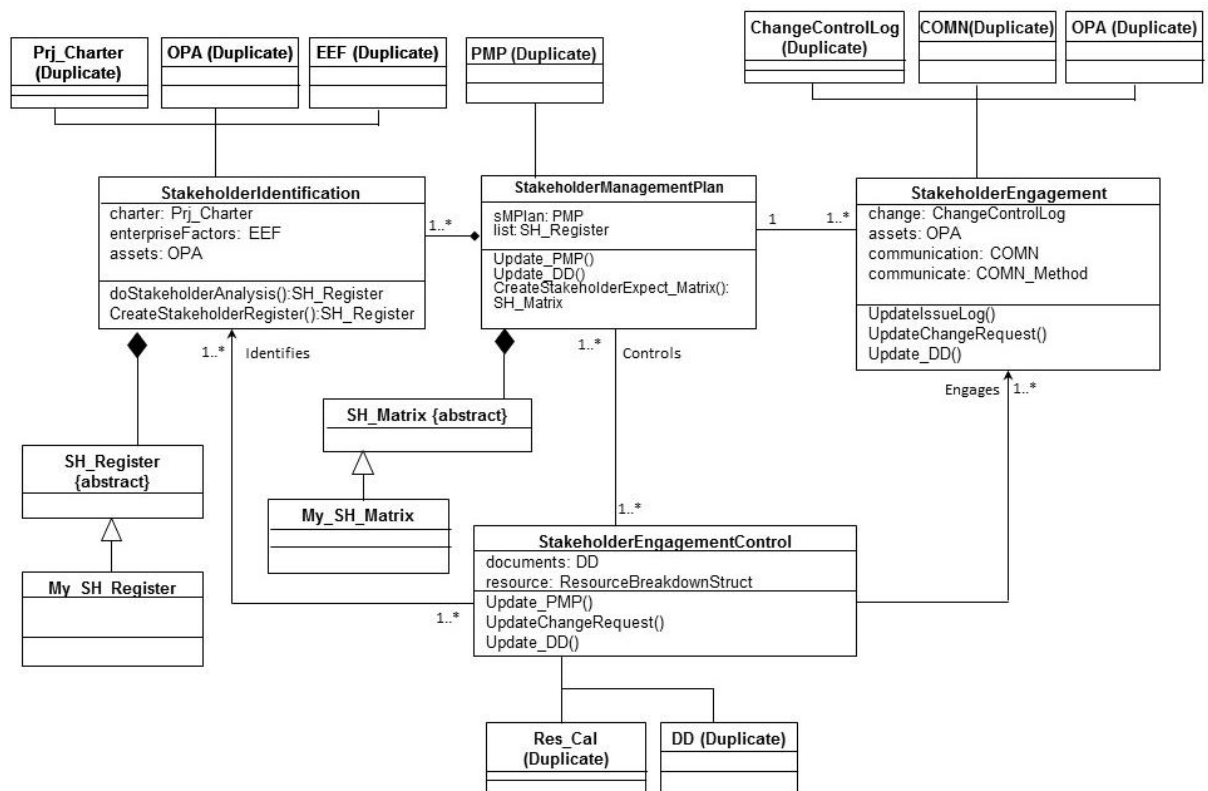 Prj_Charter
(Duplicate)
OPA (Duplicate)
EEF (Duplicate)
PMP (Duplicate)
ChangeControlLog
(Duplicate)
COMN(Duplicate)
OPA (Duplicate)
StakeholderIdentification
charter: Prj_Charter
enterpriseFactors: EEF
assets: OPA
doStakeholderAnalysis():SH_Register
CreateStakeholderRegister():SH_Register
1..*
StakeholderManagementPlan
sMPlan: PMP
list: SH_Register
Update_PMP()
Update_DD()
CreateStakeholderExpect_Matrix():
SH_Matrix
1
1..*
StakeholderEngagement
change: ChangeControlLog
assets: OPA
communication: COMN
communicate: COMN_Method
UpdateIssueLog()
UpdateChangeRequest()
Update_DD()
1..*
Identifies
1..*
Controls
Engages
1..*
SH_Matrix {abstract}
SH_Register
{abstract}
My_SH_Matrix
My_SH_Register
1..*
1..*
StakeholderEngagementControl
documents: DD
resource: ResourceBreakdownStruct
Update_PMP()
UpdateChangeRequest()
Update_DD()
Res_Cal
(Duplicate)
DD (Duplicate)